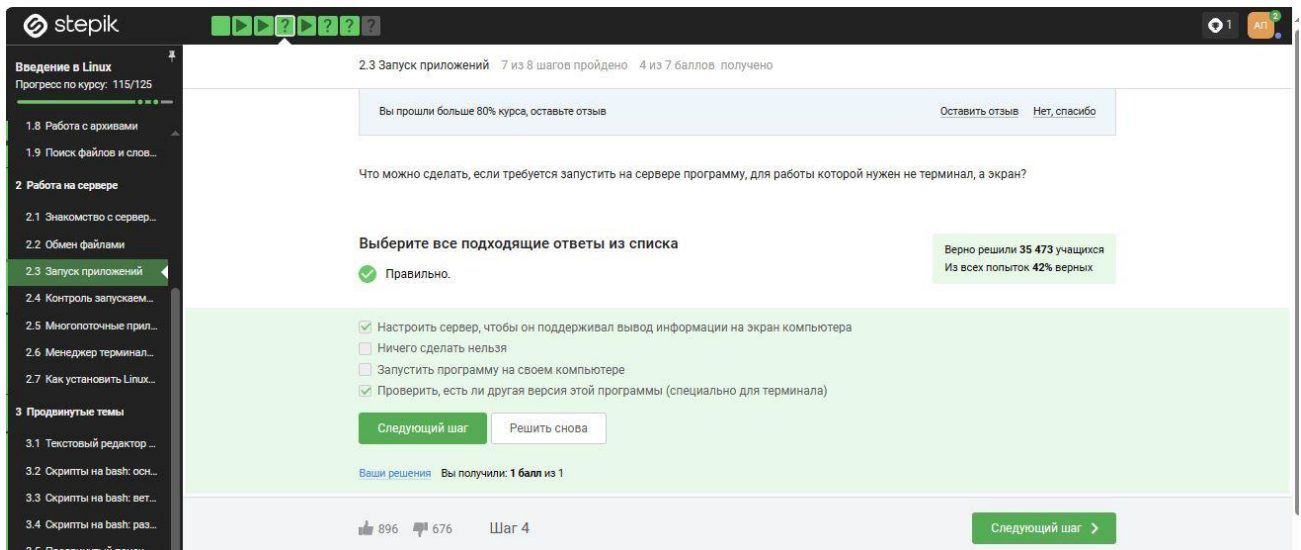 stepik
1
АП
2
Введение в Linux
Прогресс по курсу: 115/125
1.8 Работа с архивами
1.9 Поиск файлов и слов...
2 Работа на сервере
2.1 Знакомство с сервер...
2.2 Обмен файлами
2.3 Запуск приложений
2.4 Контроль запускаем...
2.5 Многопоточные прил...
2.6 Менеджер терминал...
2.7 Как установить Linux...
3 Продвинутые темы
3.1 Текстовый редактор ...
3.2 Скрипты на bash: осн...
3.3 Скрипты на bash: вет...
3.4 Скрипты на bash: раз...
2.3 Запуск приложений 7 из 8 шагов пройдено 4 из 7 баллов получено
Вы прошли больше 80% курса, оставьте отзыв
Оставить отзыв Нет, спасибо
Что можно сделать, если требуется запустить на сервере программу, для работы которой нужен не терминал, а экран?
Выберите все подходящие ответы из списка
Правильно.
Верно решили 35 473 учащихся
Из всех попыток 42% верных
Настроить сервер, чтобы он поддерживал вывод информации на экран компьютера
Ничего сделать нельзя
Запустить программу на своем компьютере
Проверить, есть ли другая версия этой программы (специально для терминала)
Следующий шаг Решить снова
Ваши решения Вы получили: 1 балл из 1
896 676 Шаг 4
Следующий шаг